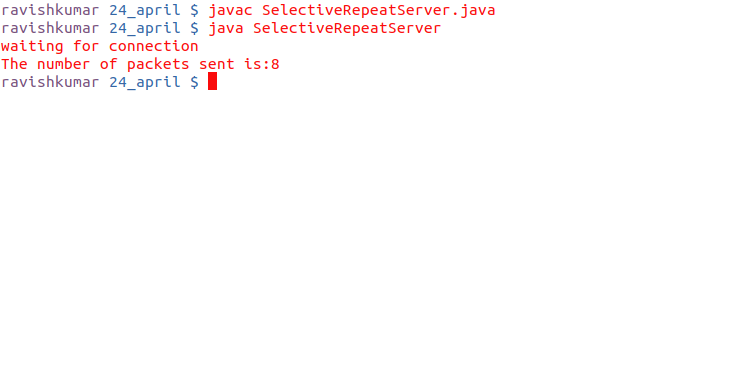 ravishkumar 24_april $ javac SelectiveRepeatServer.java
ravishkumar 24_april $ java SelectiveRepeatServer
waiting for connection
The number of packets sent is:8
ravishkumar 24_april $